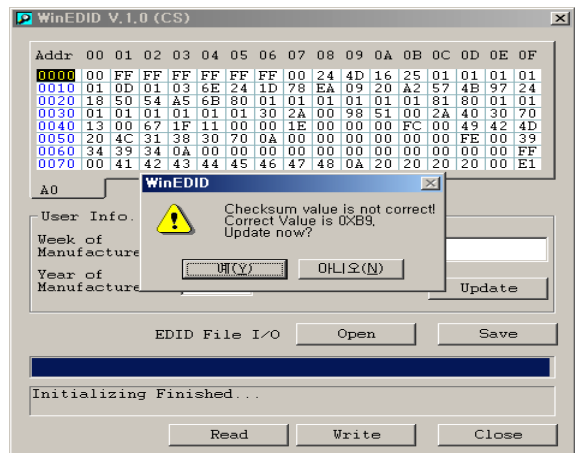 WinEDID V.1.0 (CS)
Addr 00 01 02 03 04 05 06 07 08 09 0A 0B 0C 0D 0E 0F
0000 00 FF FF FF FF FF FF 00 24 4D 16 25 01 01 01 01
0010 01 0D 01 03 6E 24 1D 78 EA 09 20 A2 57 4B 97 24
0020 18 50 54 A5 6B 80 01 01 01 01 01 01 81 80 01 01
0030 01 01 01 01 01 01 30 2A 00 98 51 00 2A 40 30 70
0040 13 00 67 1F 11 00 00 1E 00 00 00 FC 00 49 42 4D
0050 20 4C 31 38 30 70 0A 00 00 00 00 00 00 FE 00 39
0060 34 39 34 0A 00 00 00 00 00 00 00 00 00 00 00 FF
0070 00 41 42 43 44 45 46 47 48 0A 20 20 20 20 00 E1
A0
WinEDID
Checksum value is not correct!
Correct Value is 0XB9,
Update now?
예(Y)
아니오(N)
User Info.
Week of
Manufacture
Year of
Manufacture
Update
EDID File I/O
Open
Save
Initializing Finished...
Read
Write
Close